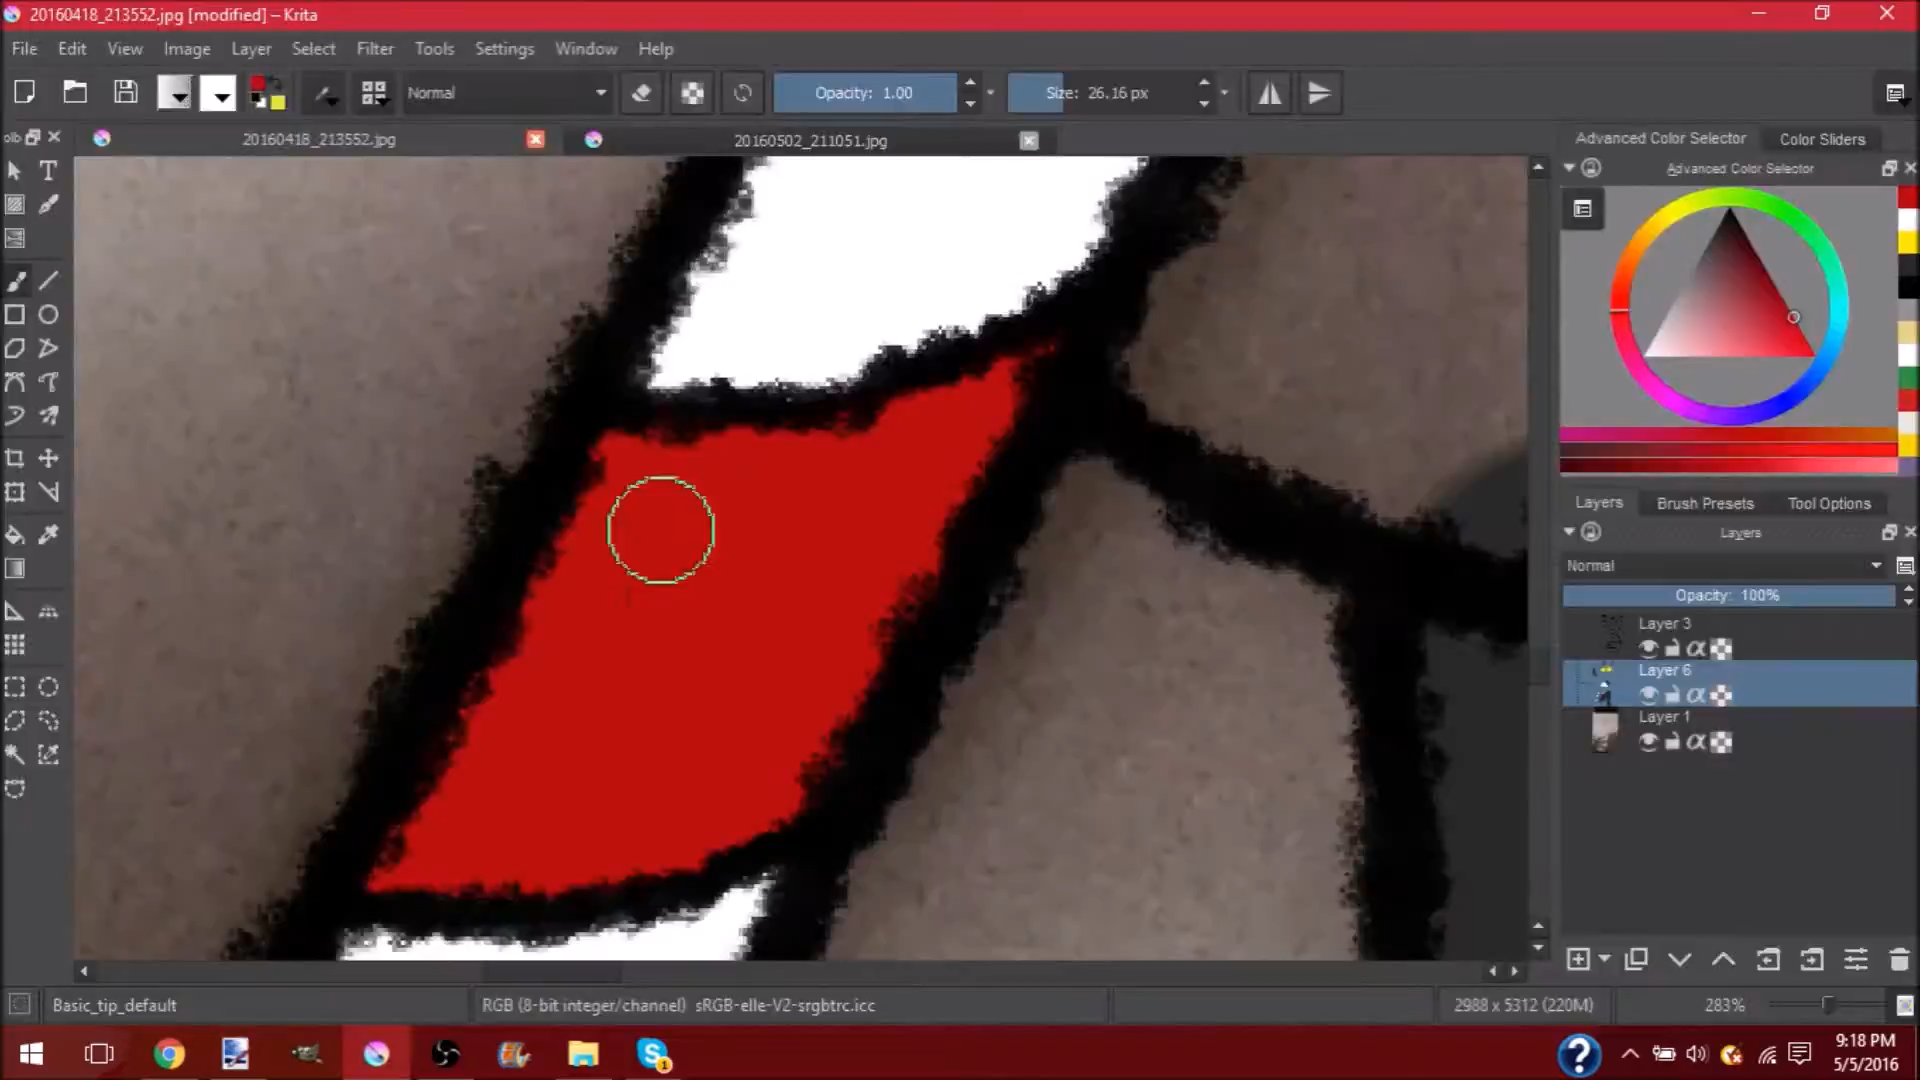 20160418_213552.jpg [modified] – Krita
File Edit View Image Layer Select Filter Tools Settings Window Help
Normal Opacity: 1.00 Size: 26.16 px
olb 20160418_213552.jpg 20160502_211051.jpg Advanced Color Selector Color Sliders
Advanced Color Selector
Layers Brush Presets Tool Options
Layers
Normal
Opacity: 100%
Layer 3
Layer 6
Layer 1
Basic_tip_default RGB (8-bit integer/channel) sRGB-elle-V2-srgbtrc.icc 2988 x 5312 (220M) 283%
9:18 PM
5/5/2016